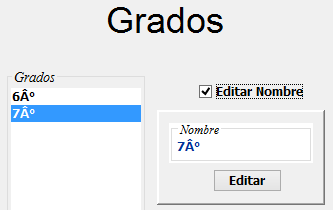 Grados
Grados
6Âº
7Âº
Editar Nombre
Nombre
7Âº
Editar